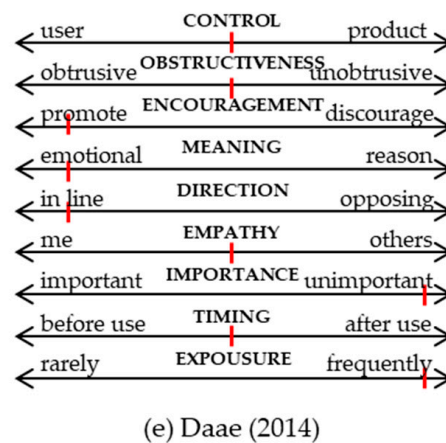 user CONTROL product
obtrusive OBSTRUCTIVENESS unobtrusive
promote ENCOURAGEMENT discourage
emotional MEANING reason
in line DIRECTION opposing
me EMPATHY others
important IMPORTANCE unimportant
before use TIMING after use
rarely EXPOUSURE frequently
(e) Daae (2014)